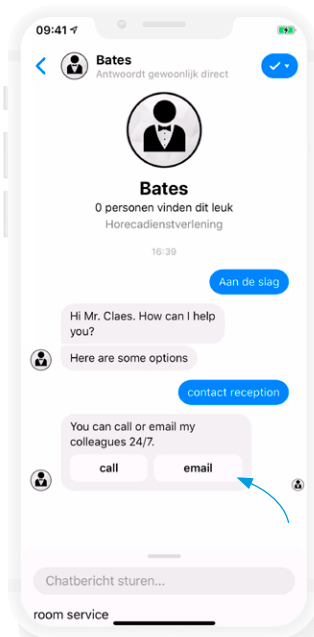 09:41
Bates
Antwoordt gewoonlijk direct
Bates
0 personen vinden dit leuk
Horecadienstverlening
16:39
Aan de slag
Hi Mr. Claes. How can I help
you?
Here are some options
contact reception
You can call or email my
colleagues 24/7.
call email
Chatbericht sturen...
room service